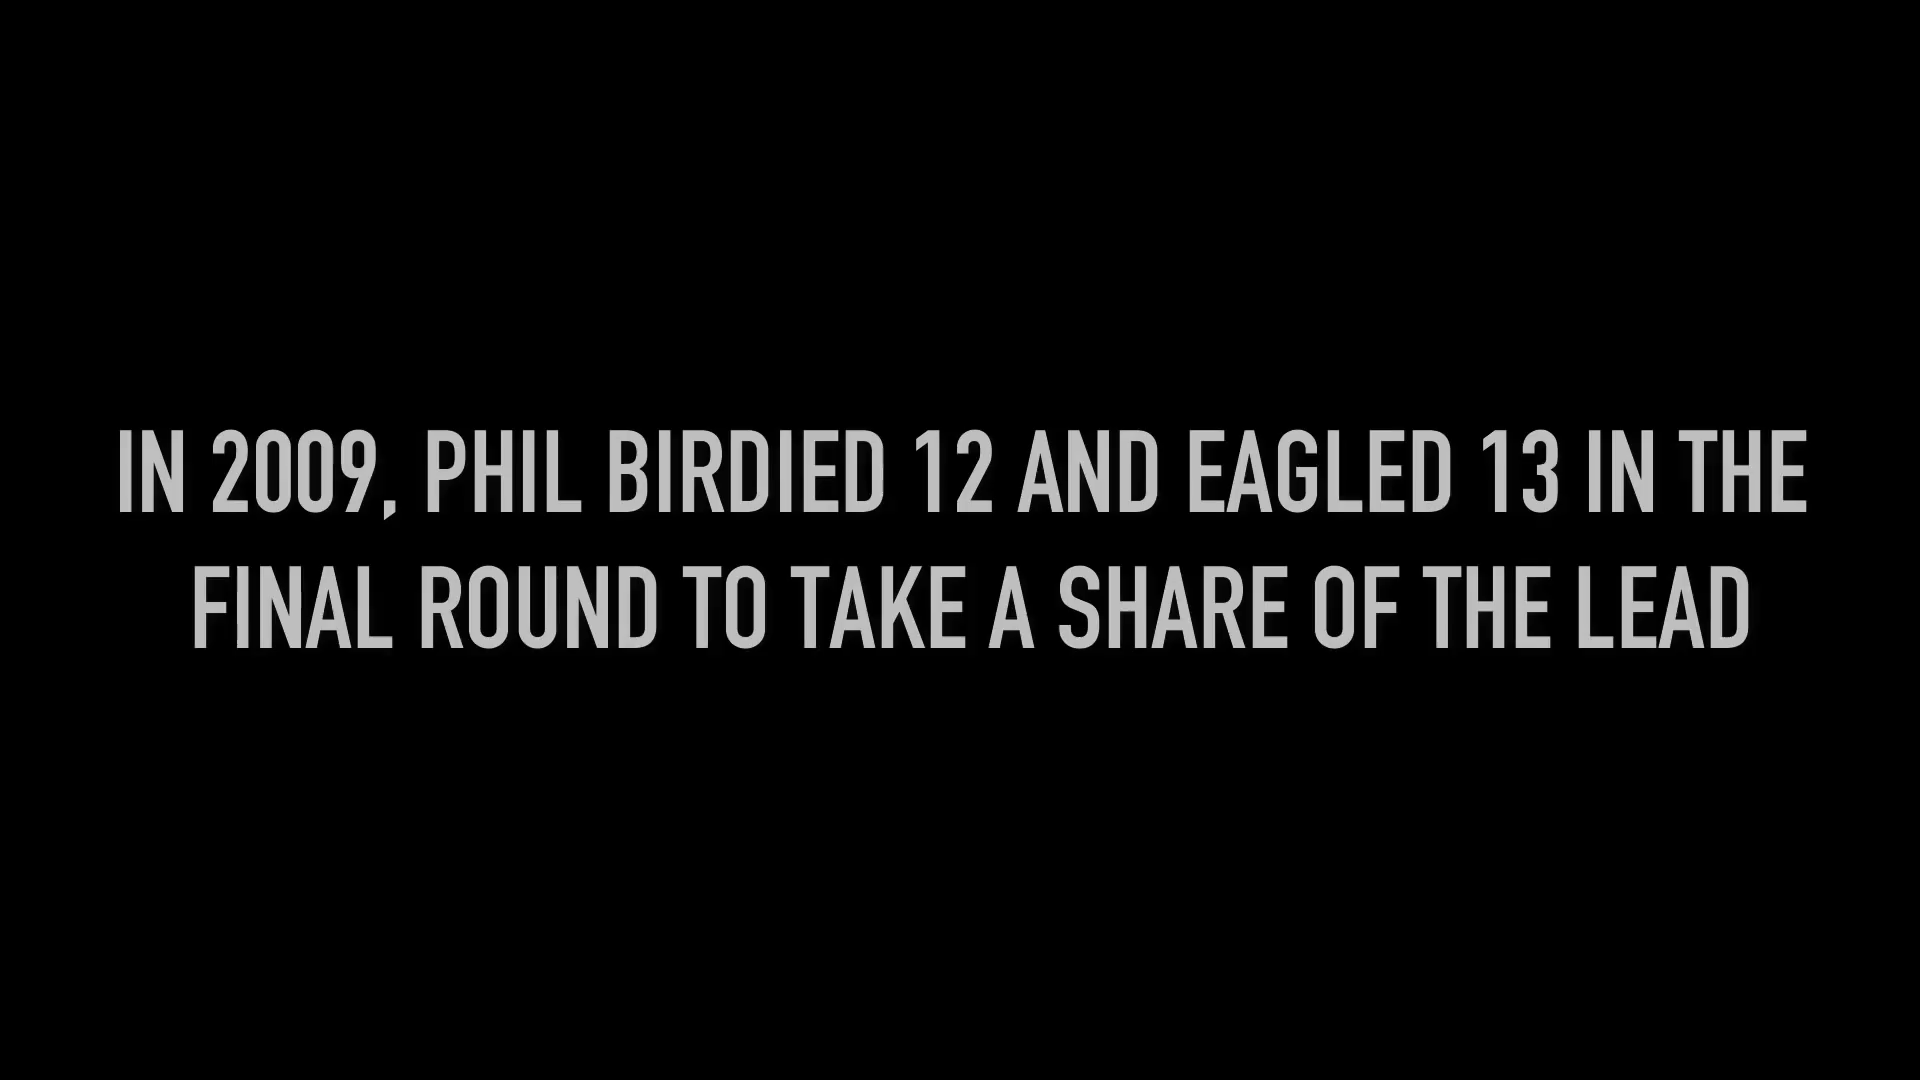 IN 2009, PHIL BIRDIED 12 AND EAGLED 13 IN THE
FINAL ROUND TO TAKE A SHARE OF THE LEAD